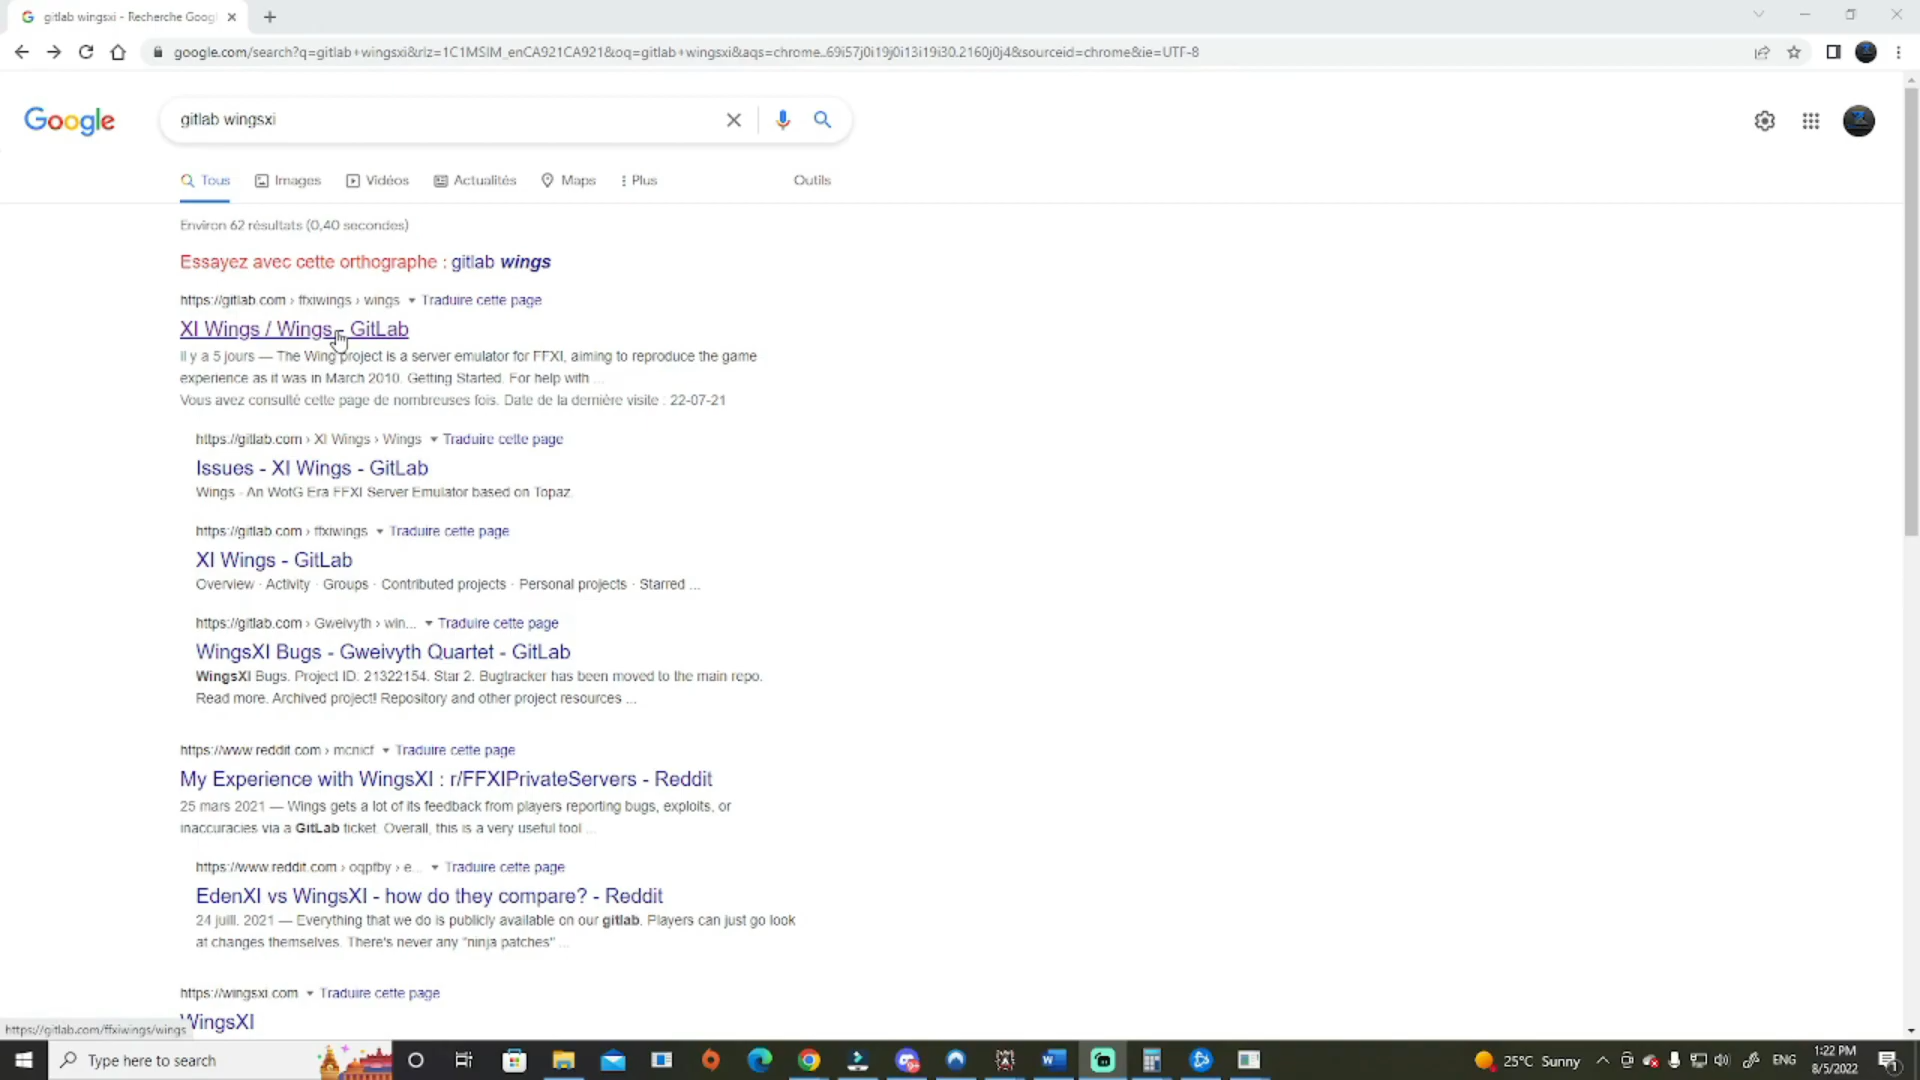 gitlab wingsxi - Recherche Googl
google.com/search?q=gitlab+wingsxi&rlz=1C1MSIM_enCA921CA921&oq=gitlab+wingsxi&aqs=chrome..69i57j0i19j0i13i19i30.2160j0j4&sourceid=chrome&ie=UTF-8
Google
gitlab wingsxi
Tous Images Vidéos Actualités Maps Plus Outils
Environ 62 résultats (0,40 secondes)
Essayez avec cette orthographe : gitlab wings
https://gitlab.com › ffxiwings › wings Traduire cette page
XI Wings / Wings - GitLab
Il y a 5 jours — The Wing project is a server emulator for FFXI, aiming to reproduce the game
experience as it was in March 2010. Getting Started. For help with ...
Vous avez consulté cette page de nombreuses fois. Date de la dernière visite : 22-07-21
https://gitlab.com › XI Wings › Wings Traduire cette page
Issues - XI Wings - GitLab
Wings - An WotG Era FFXI Server Emulator based on Topaz.
https://gitlab.com › ffxiwings Traduire cette page
XI Wings - GitLab
Overview · Activity · Groups · Contributed projects · Personal projects · Starred ...
https://gitlab.com › Gweivyth › win... Traduire cette page
WingsXI Bugs - Gweivyth Quartet - GitLab
WingsXI Bugs. Project ID: 21322154. Star 2. Bugtracker has been moved to the main repo.
Read more. Archived project! Repository and other project resources ...
https://www.reddit.com › mcnicf Traduire cette page
My Experience with WingsXI : r/FFXIPrivateServers - Reddit
25 mars 2021 — Wings gets a lot of its feedback from players reporting bugs, exploits, or
inaccuracies via a GitLab ticket. Overall, this is a very useful tool ...
https://www.reddit.com › oqpfby › e... Traduire cette page
EdenXI vs WingsXI - how do they compare? - Reddit
24 juill. 2021 — Everything that we do is publicly available on our gitlab. Players can just go look
at changes themselves. There's never any "ninja patches" ...
https://wingsxi.com Traduire cette page
WingsXI
https://gitlab.com/ffxiwings/wings
Type here to search
25°C Sunny
ENG
1:22 PM
8/5/2022